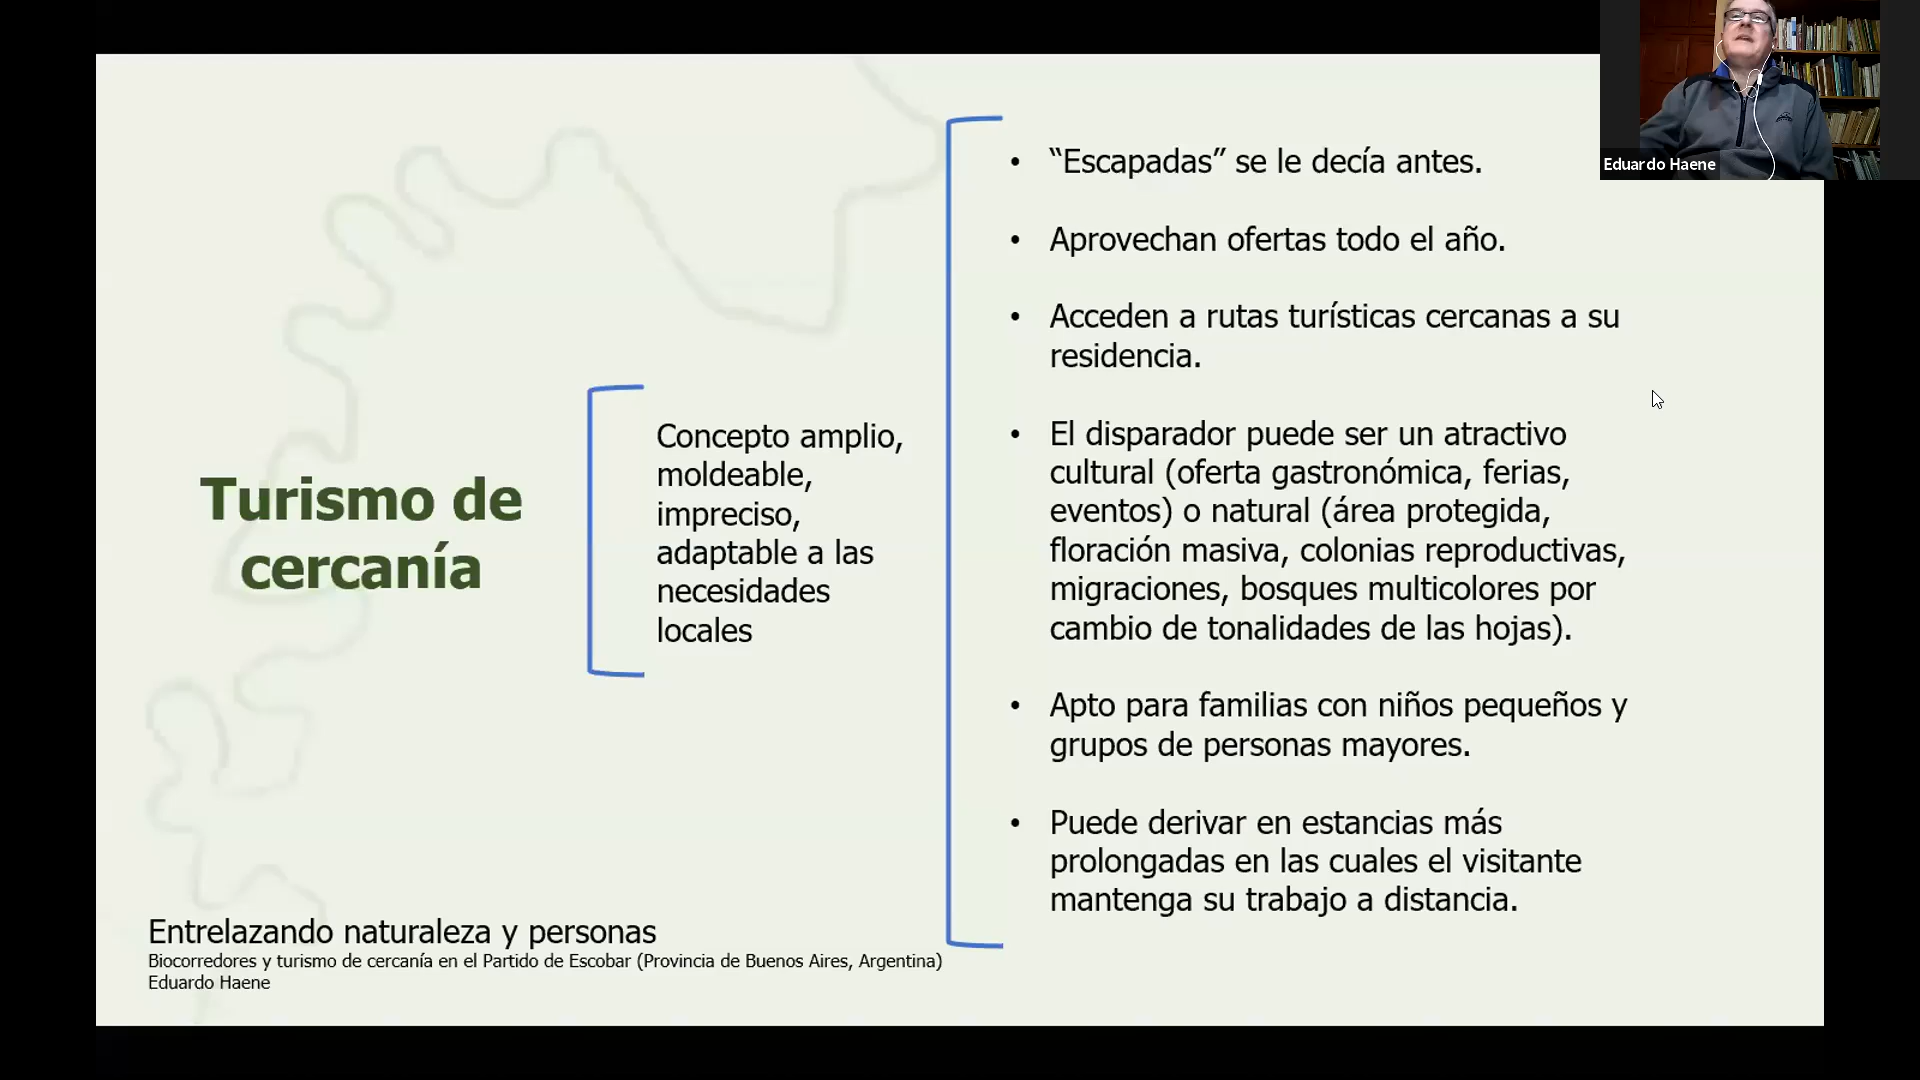 Turismo de
cercanía
Concepto amplio,
moldeable,
impreciso,
adaptable a las
necesidades
locales
• “Escapadas” se le decía antes.
• Aprovechan ofertas todo el año.
• Acceden a rutas turísticas cercanas a su
residencia.
• El disparador puede ser un atractivo
cultural (oferta gastronómica, ferias,
eventos) o natural (área protegida,
floración masiva, colonias reproductivas,
migraciones, bosques multicolores por
cambio de tonalidades de las hojas).
• Apto para familias con niños pequeños y
grupos de personas mayores.
• Puede derivar en estancias más
prolongadas en las cuales el visitante
mantenga su trabajo a distancia.
Entrelazando naturaleza y personas
Biocorredores y turismo de cercanía en el Partido de Escobar (Provincia de Buenos Aires, Argentina)
Eduardo Haene
Eduardo Haene